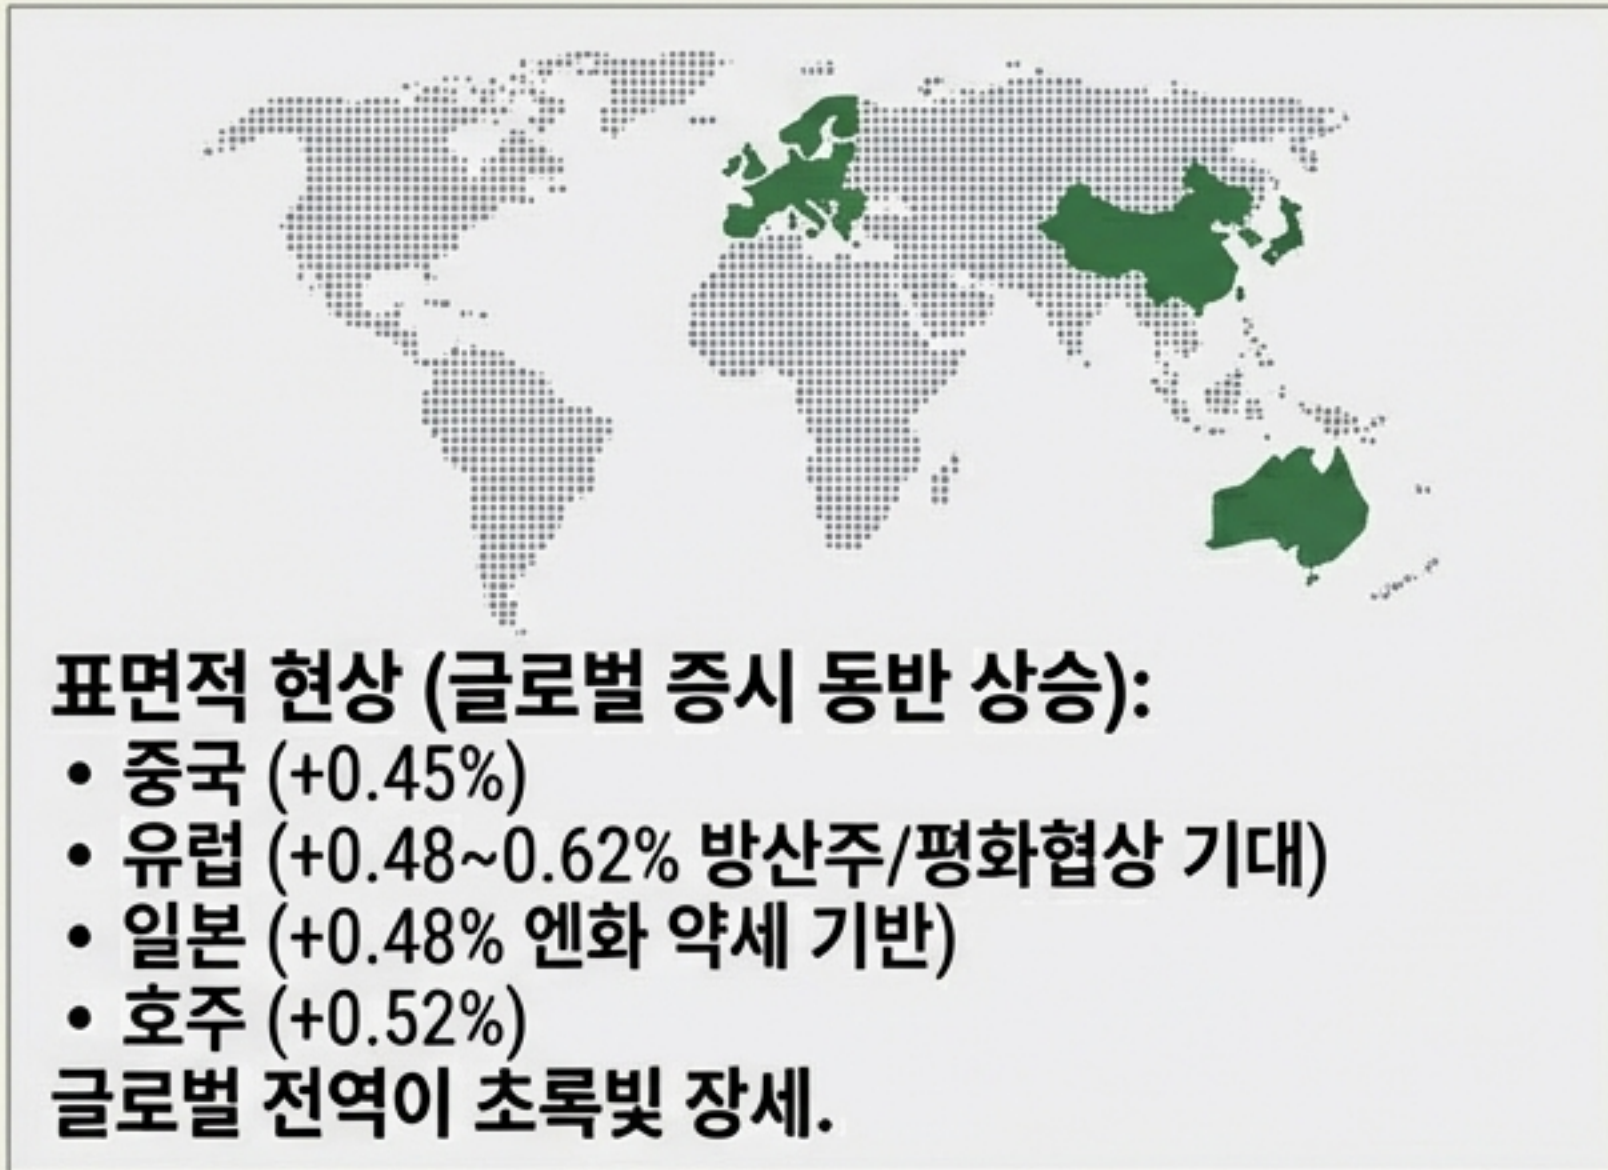 표면적 현상 (글로벌 증시 동반 상승):
• 중국 (+0.45%)
• 유럽 (+0.48~0.62% 방산주/평화협상 기대)
• 일본 (+0.48% 엔화 약세 기반)
• 호주 (+0.52%)
글로벌 전역이 초록빛 장세.